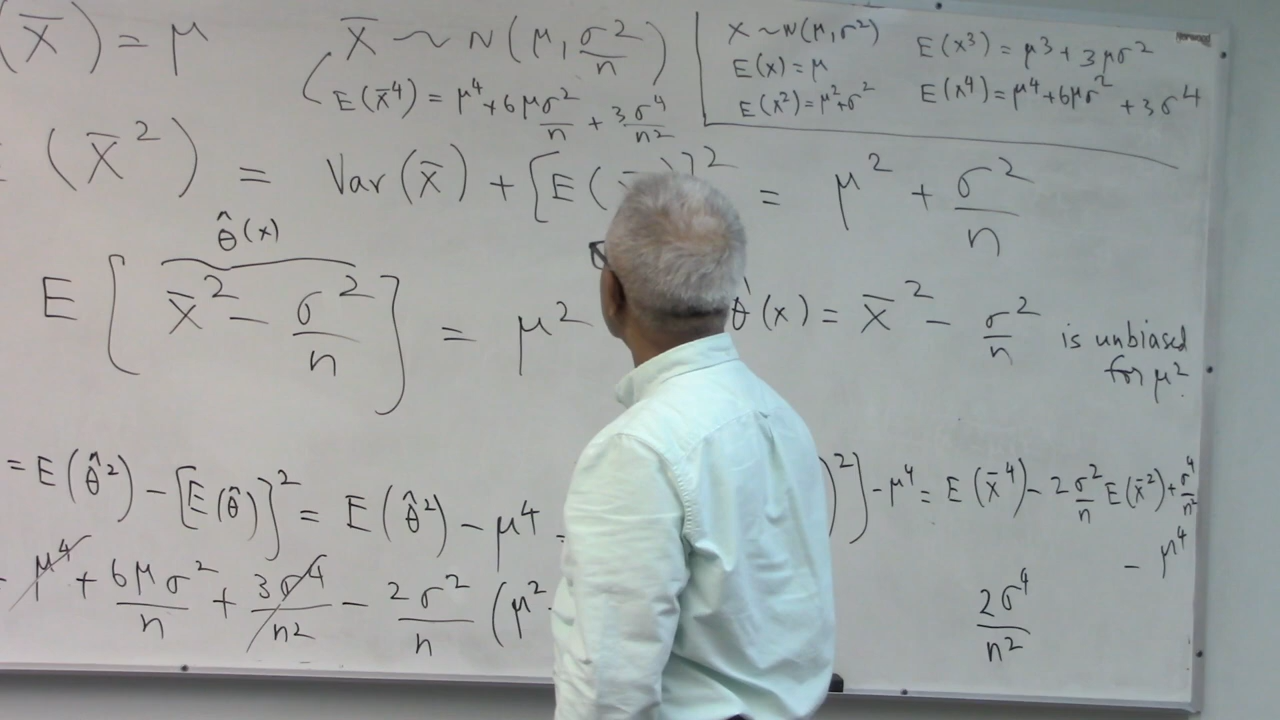 (X̄) = μ
X̄ ~ N(μ, σ²/n)
E(x̄⁴) = μ⁴ + 6μσ²/n + 3σ⁴/n²
X ~ N(μ, σ²)
E(x) = μ
E(x²) = μ² + σ²
E(x³) = μ³ + 3μσ²
E(x⁴) = μ⁴ + 6μσ² + 3σ⁴
(X̄²) = Var(X̄) + [E( )]² = μ² + σ²/n
θ̂(x)
E[X̄² − σ²/n] = μ²
θ̂(x) = X̄² − σ²/n is unbiased
for μ².
= E(θ̂²) − [E(θ̂)]² = E(θ̂²) − μ⁴ )²] − μ⁴ = E(x̄⁴) − 2σ²/n E(x̄²) + σ⁴/n²
− μ⁴
μ⁴ + 6μσ²/n + 3σ⁴/n² − 2σ²/n (μ²
2σ⁴/n²